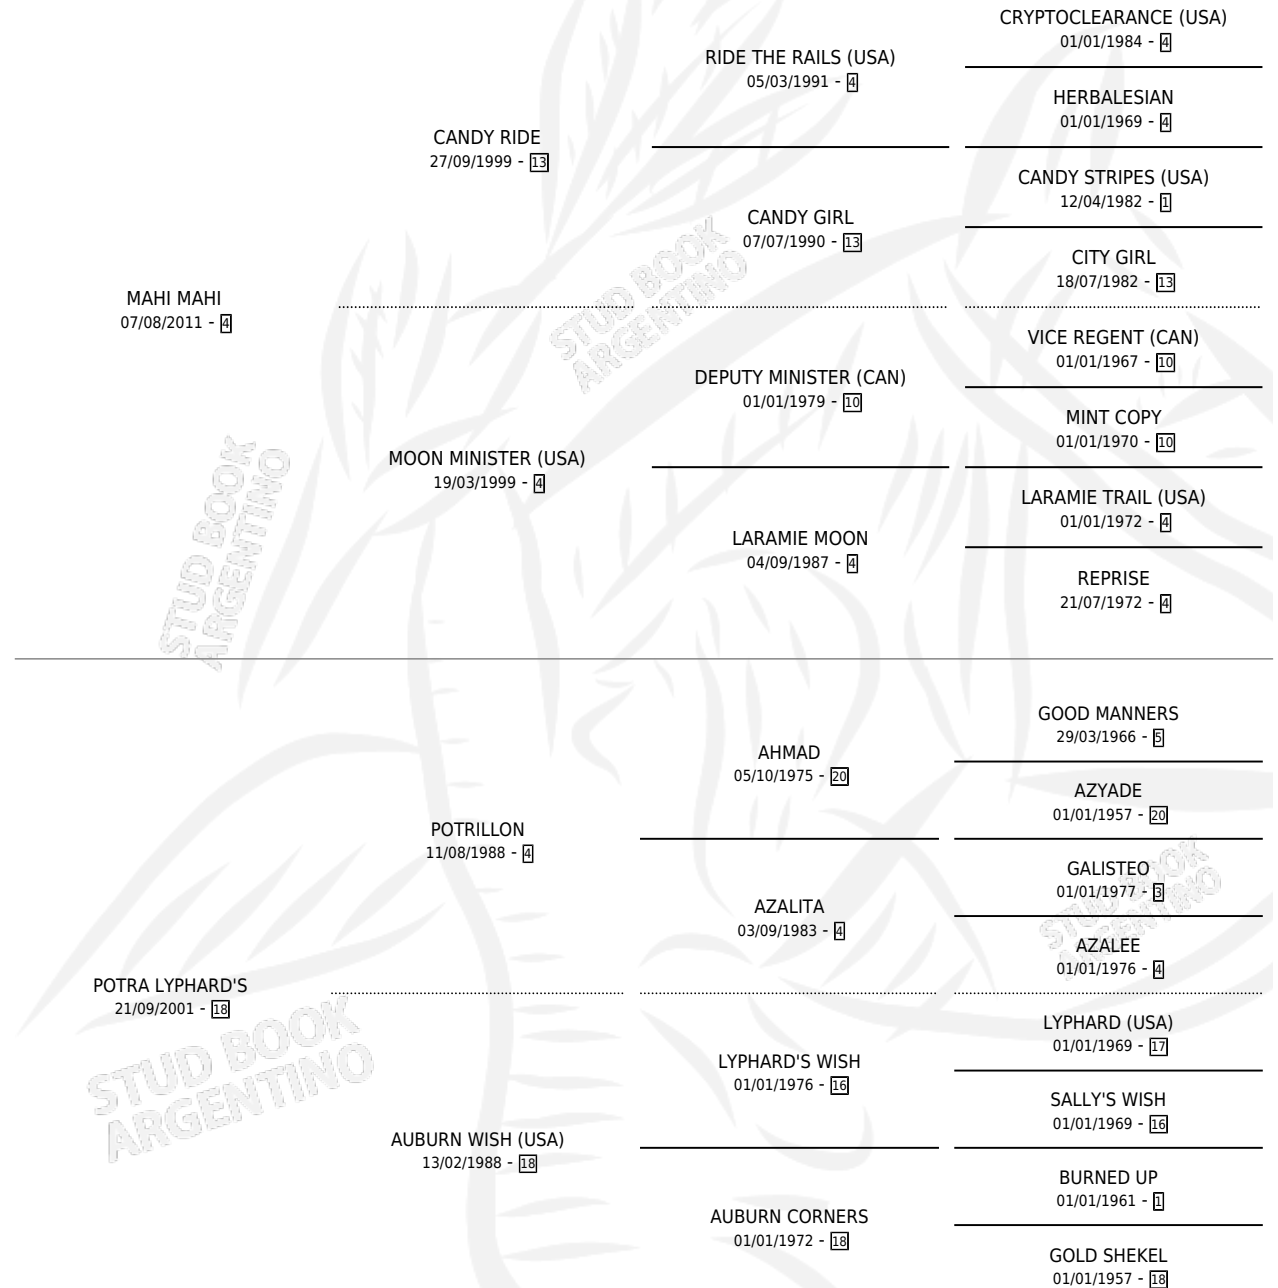 CRYPTOCLEARANCE (USA)
01/01/1984 - 4
RIDE THE RAILS (USA)
05/03/1991 - 4
HERBALESIAN
01/01/1969 - 4
CANDY RIDE
27/09/1999 - 13
CANDY STRIPES (USA)
12/04/1982 - 1
CANDY GIRL
07/07/1990 - 13
CITY GIRL
18/07/1982 - 13
MAHI MAHI
07/08/2011 - 4
VICE REGENT (CAN)
01/01/1967 - 10
DEPUTY MINISTER (CAN)
01/01/1979 - 10
MINT COPY
01/01/1970 - 10
MOON MINISTER (USA)
19/03/1999 - 4
LARAMIE TRAIL (USA)
01/01/1972 - 4
LARAMIE MOON
04/09/1987 - 4
REPRISE
21/07/1972 - 4
GOOD MANNERS
29/03/1966 - 5
AHMAD
05/10/1975 - 20
AZYADE
01/01/1957 - 20
POTRILLON
11/08/1988 - 4
GALISTEO
01/01/1977 - 3
AZALITA
03/09/1983 - 4
AZALEE
01/01/1976 - 4
POTRA LYPHARD'S
21/09/2001 - 18
LYPHARD (USA)
01/01/1969 - 17
LYPHARD'S WISH
01/01/1976 - 16
SALLY'S WISH
01/01/1969 - 16
AUBURN WISH (USA)
13/02/1988 - 18
BURNED UP
01/01/1961 - 1
AUBURN CORNERS
01/01/1972 - 18
GOLD SHEKEL
01/01/1957 - 18
STUD BOOK
ARGENTINO
STUD BOOK
ARGENTINO
STUD BOOK
ARGENTINO
STUD BOOK
ARGENTINO